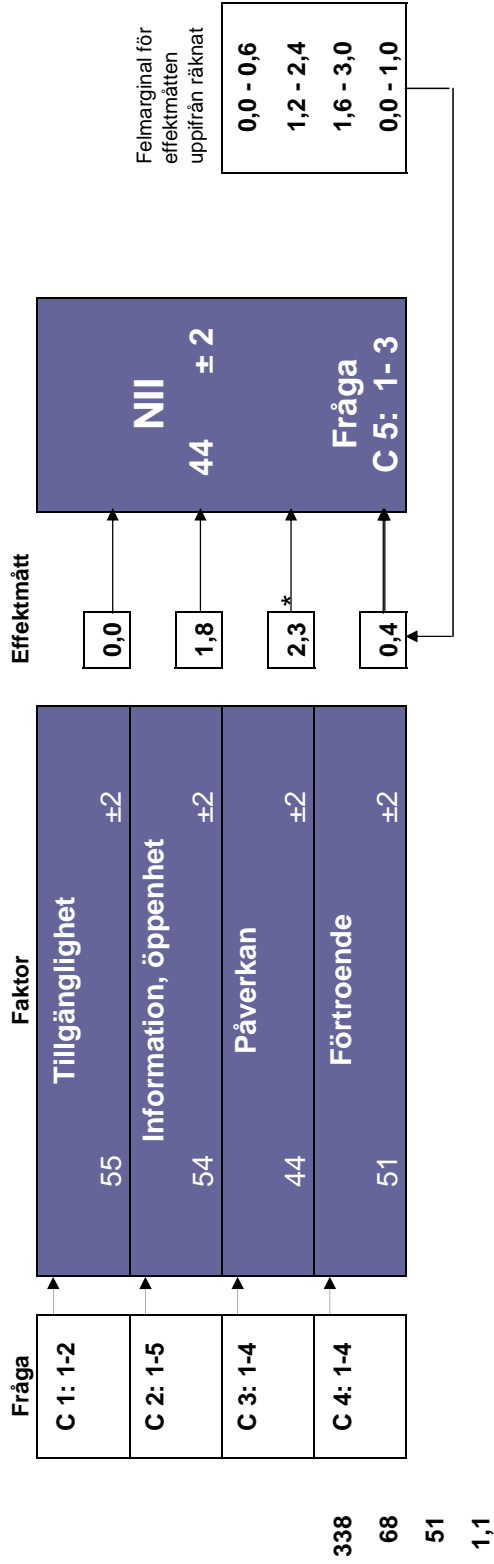 Fråga
Faktor
Effektmått
Felmarginal för
effektmåtten
uppifrån räknat
C 1: 1-2
Tillgänglighet
55 ±2
0,0
0,0 - 0,6
C 2: 1-5
Information, öppenhet
54 ±2
1,8
1,2 - 2,4
C 3: 1-4
Påverkan
44 ±2
2,3
*
1,6 - 3,0
C 4: 1-4
Förtroende
51 ±2
0,4
0,0 - 1,0
NII
44 ± 2
Fråga
C 5: 1- 3
338
68
51
1,1